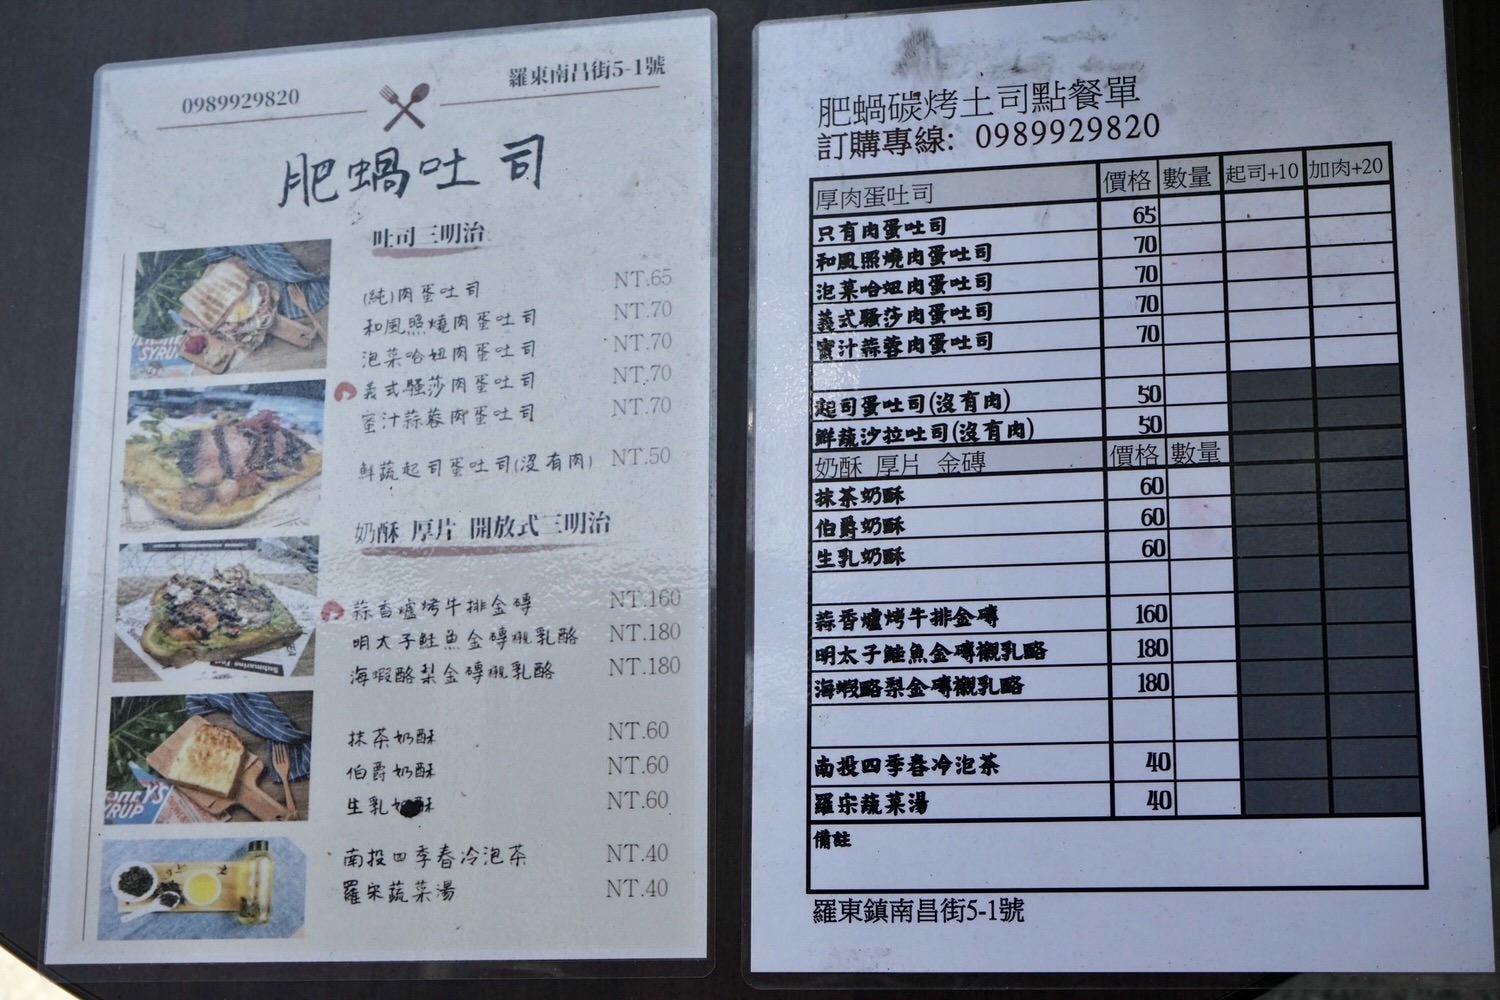 0989929820
羅東南昌街5-1號
肥蝸吐司
吐司三明治
(純)肉蛋吐司 NT.65
和風照燒肉蛋吐司 NT.70
泡菜哈妞肉蛋吐司 NT.70
義式騷莎肉蛋吐司 NT.70
蜜汁蒜蓉肉蛋吐司 NT.70
鮮蔬起司蛋吐司(沒有肉) NT.50
奶酥 厚片 開放式三明治
蒜香爐烤牛排金磚 NT.160
明太子鮭魚金磚襯乳酪 NT.180
海蝦酪梨金磚襯乳酪 NT.180
抹茶奶酥 NT.60
伯爵奶酥 NT.60
生乳奶酥 NT.60
南投四季春冷泡茶 NT.40
羅宋蔬菜湯 NT.40
SYRUP
Submarine
SYRUP
肥蝸碳烤土司點餐單
訂購專線: 0989929820
厚肉蛋吐司 價格 數量 起司+10 加肉+20
只有肉蛋吐司 65
和風照燒肉蛋吐司 70
泡菜哈妞肉蛋吐司 70
義式騷莎肉蛋吐司 70
蜜汁蒜蓉肉蛋吐司 70
起司蛋吐司(沒有肉) 50
鮮蔬沙拉吐司(沒有肉) 50
奶酥 厚片 金磚 價格 數量
抹茶奶酥 60
伯爵奶酥 60
生乳奶酥 60
蒜香爐烤牛排金磚 160
明太子鮭魚金磚襯乳酪 180
海蝦酪梨金磚襯乳酪 180
南投四季春冷泡茶 40
羅宋蔬菜湯 40
備註
羅東鎮南昌街5-1號